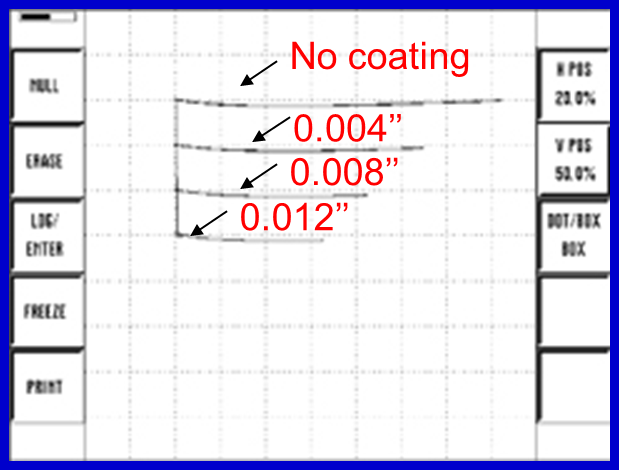 NULL
ERASE
LOG/
ENTER
FREEZE
PRINT
No coating
0.004”
0.008”
0.012”
H POS
20.0%
V POS
50.0%
DOT/BOX
BOX